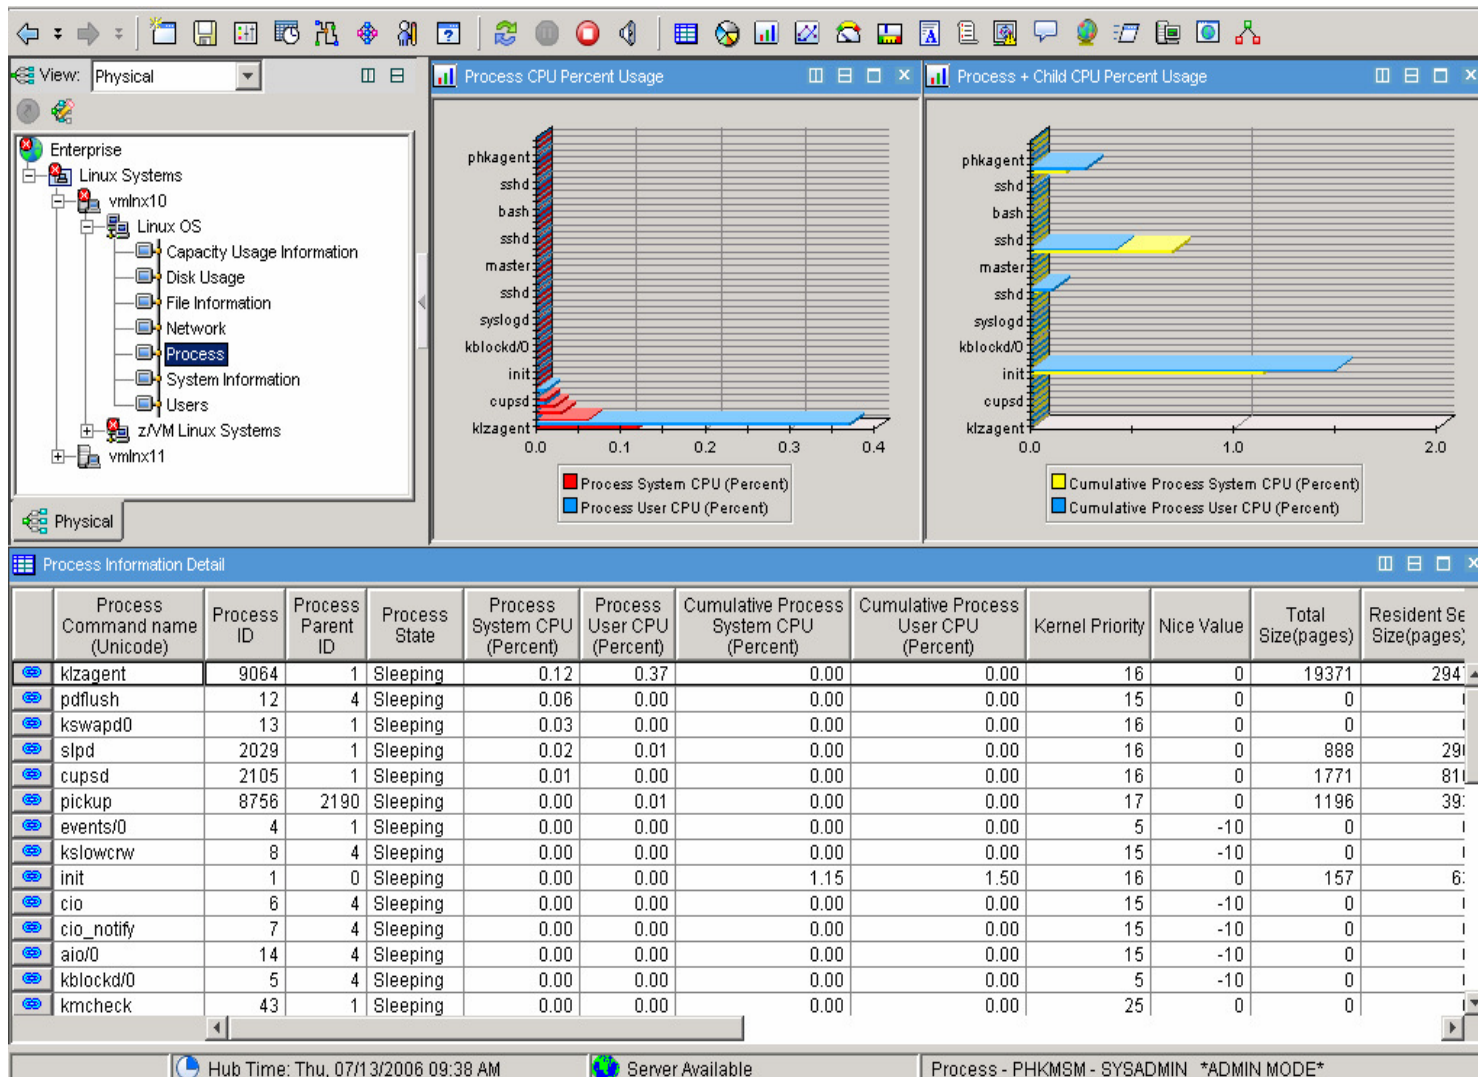 View: Physical
Enterprise
Linux Systems
vmlnx10
Linux OS
Capacity Usage Information
Disk Usage
File Information
Network
Process
System Information
Users
z/VM Linux Systems
vmlnx11
Physical
Process CPU Percent Usage
phkagent
sshd
bash
sshd
master
sshd
syslogd
kblockd/0
init
cupsd
klzagent
0.0 0.1 0.2 0.3 0.4
Process System CPU (Percent)
Process User CPU (Percent)
Process + Child CPU Percent Usage
phkagent
sshd
bash
sshd
master
sshd
syslogd
kblockd/0
init
cupsd
klzagent
0.0 1.0 2.0
Cumulative Process System CPU (Percent)
Cumulative Process User CPU (Percent)
Process Information Detail
Process Command name (Unicode) Process ID Process Parent ID Process State Process System CPU (Percent) Process User CPU (Percent) Cumulative Process System CPU (Percent) Cumulative Process User CPU (Percent) Kernel Priority Nice Value Total Size(pages) Resident Se Size(pages)
klzagent 9064 1 Sleeping 0.12 0.37 0.00 0.00 16 0 19371 294
pdflush 12 4 Sleeping 0.06 0.00 0.00 0.00 15 0 0
kswapd0 13 1 Sleeping 0.03 0.00 0.00 0.00 16 0 0
slpd 2029 1 Sleeping 0.02 0.01 0.00 0.00 16 0 888 29
cupsd 2105 1 Sleeping 0.01 0.00 0.00 0.00 16 0 1771 81
pickup 8756 2190 Sleeping 0.00 0.01 0.00 0.00 17 0 1196 39
events/0 4 1 Sleeping 0.00 0.00 0.00 0.00 5 -10 0
kslowcrw 8 4 Sleeping 0.00 0.00 0.00 0.00 15 -10 0
init 1 0 Sleeping 0.00 0.00 1.15 1.50 16 0 157 6
cio 6 4 Sleeping 0.00 0.00 0.00 0.00 15 -10 0
cio_notify 7 4 Sleeping 0.00 0.00 0.00 0.00 15 -10 0
aio/0 14 4 Sleeping 0.00 0.00 0.00 0.00 15 -10 0
kblockd/0 5 4 Sleeping 0.00 0.00 0.00 0.00 5 -10 0
kmcheck 43 1 Sleeping 0.00 0.00 0.00 0.00 25 0 0
Hub Time: Thu, 07/13/2006 09:38 AM Server Available Process - PHKMSM - SYSADMIN *ADMIN MODE*